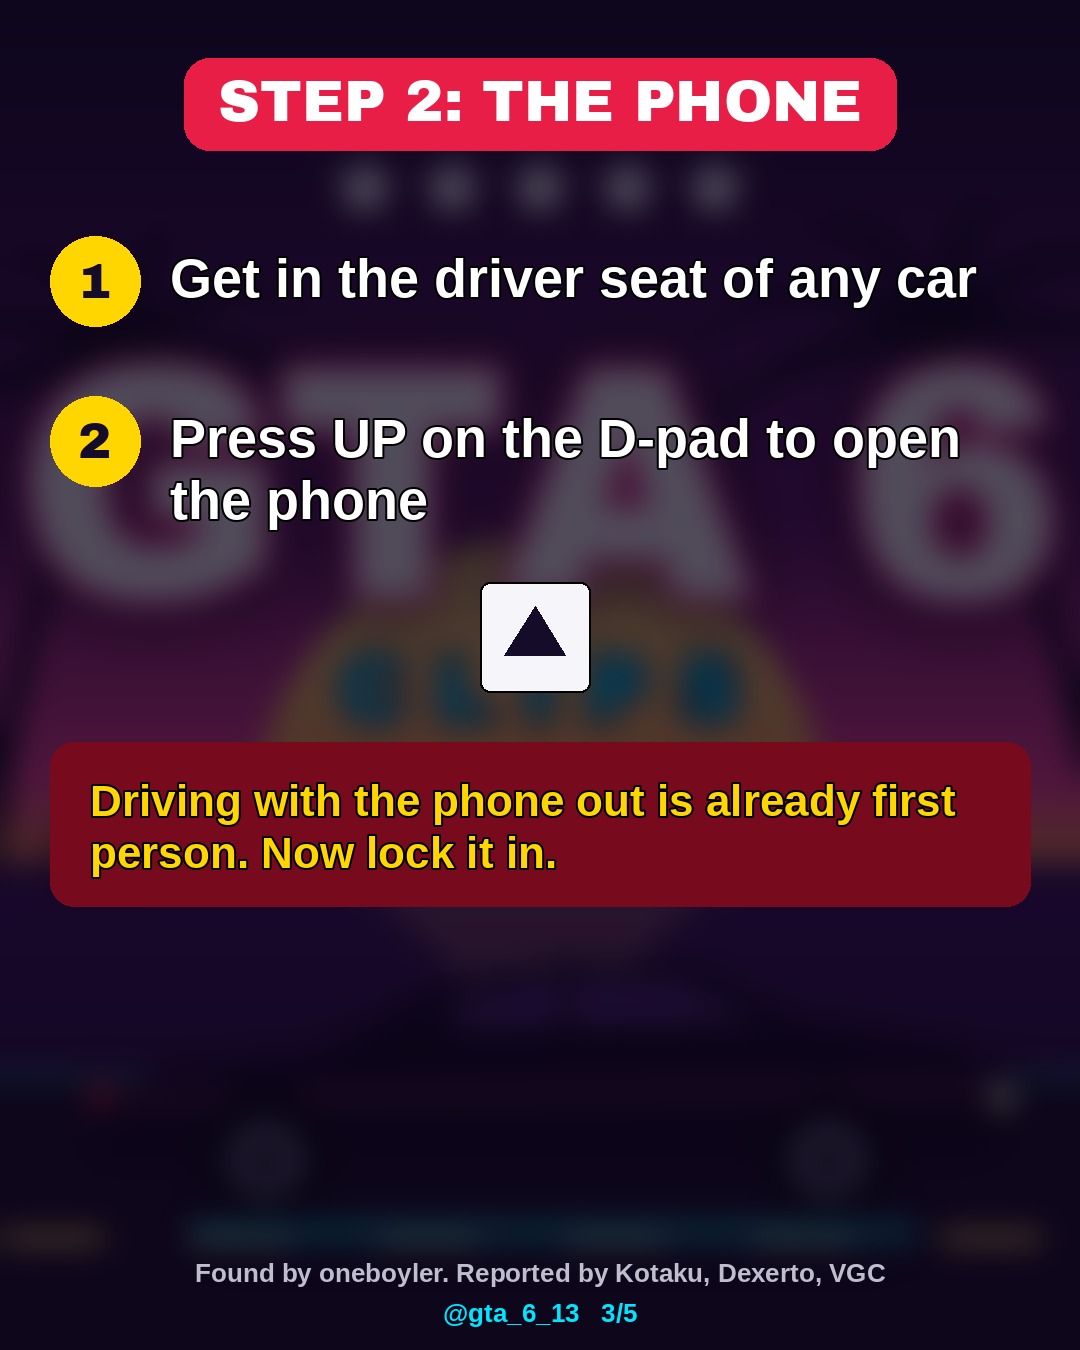 STEP 2: THE PHONE
1 Get in the driver seat of any car
2 Press UP on the D-pad to open
the phone
GTA 6
Driving with the phone out is already first
person. Now lock it in.
Found by oneboyler. Reported by Kotaku, Dexerto, VGC
@gta_6_13 3/5